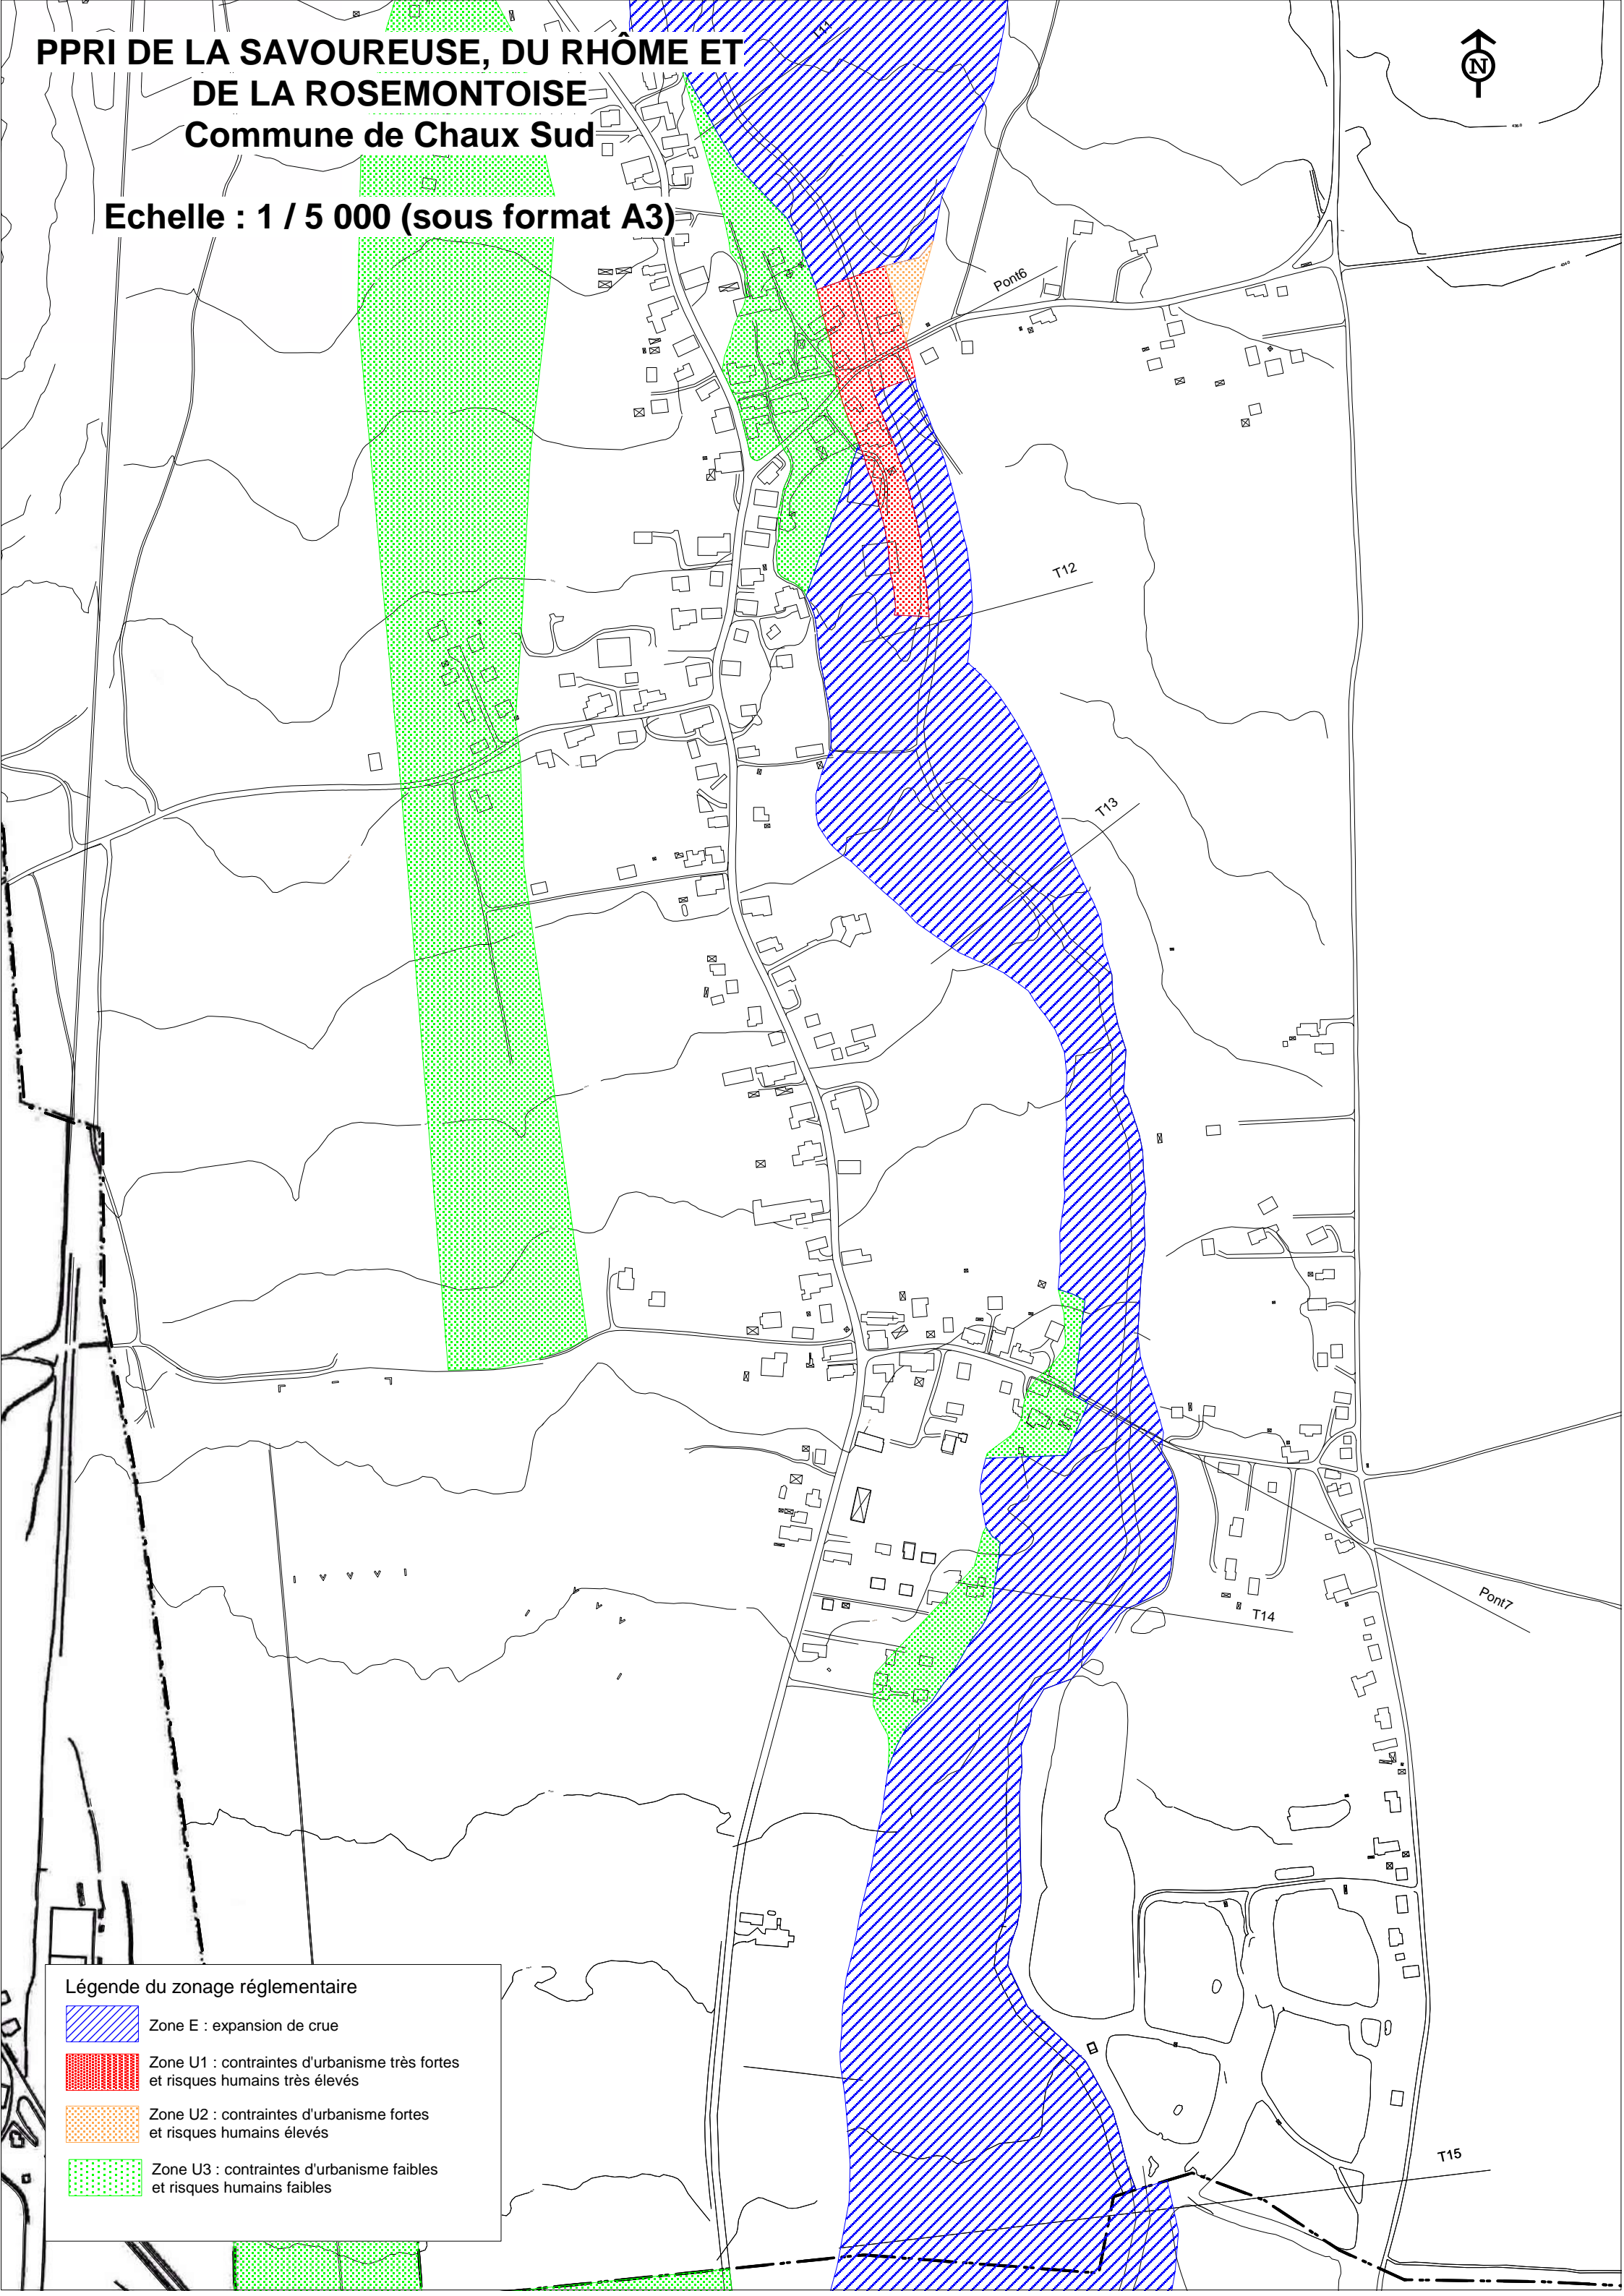 PPRI DE LA SAVOUREUSE, DU RHÔME ET
DE LA ROSEMONTOISE
Commune de Chaux Sud
Echelle : 1 / 5 000 (sous format A3)
N
T11
Pont6
T12
T13
T14
Pont7
T15
Légende du zonage réglementaire
Zone E : expansion de crue
Zone U1 : contraintes d'urbanisme très fortes
et risques humains très élevés
Zone U2 : contraintes d'urbanisme fortes
et risques humains élevés
Zone U3 : contraintes d'urbanisme faibles
et risques humains faibles